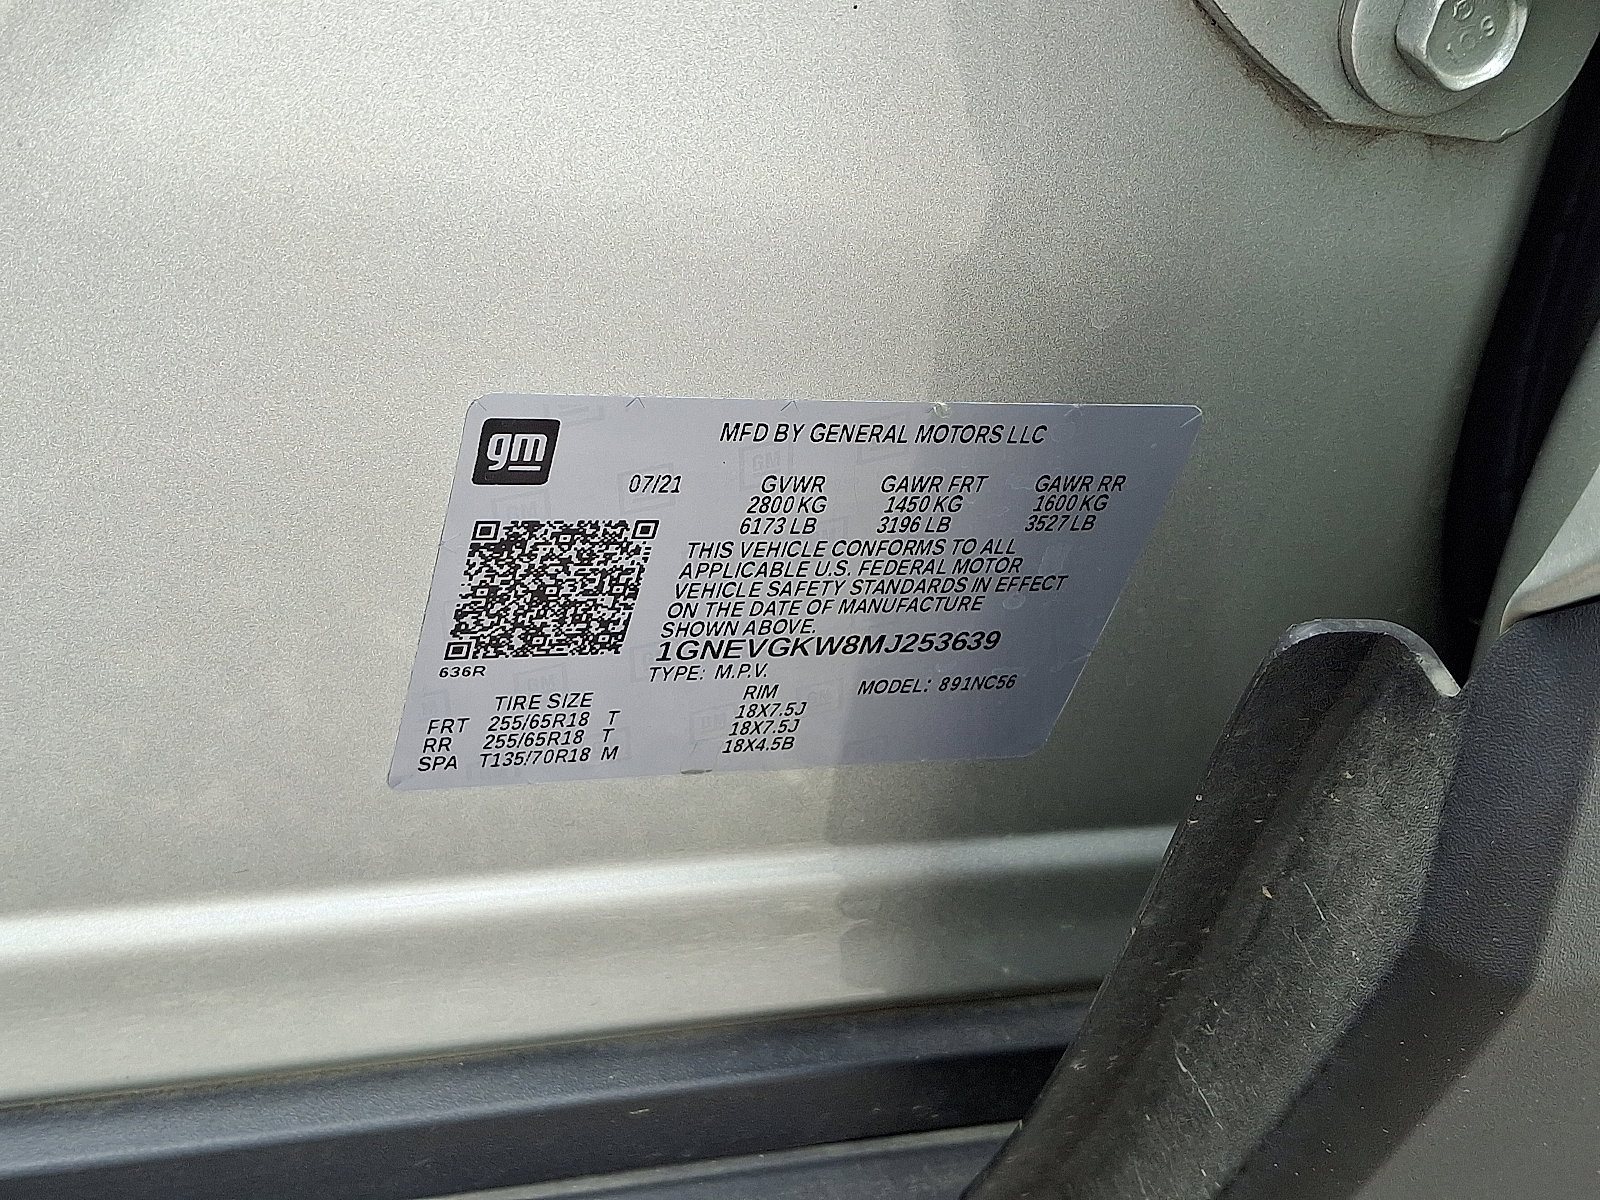 10.9
gm
MFD BY GENERAL MOTORS LLC
07/21 GVWR GAWR FRT GAWR RR
2800 KG 1450 KG 1600 KG
6173 LB 3196 LB 3527 LB
THIS VEHICLE CONFORMS TO ALL
APPLICABLE U.S. FEDERAL MOTOR
VEHICLE SAFETY STANDARDS IN EFFECT
ON THE DATE OF MANUFACTURE
SHOWN ABOVE.
1GNEVGKW8MJ253639
636R
TYPE: M.P.V. MODEL: 891NC56
TIRE SIZE RIM
FRT 255/65R18 T 18X7.5J
RR 255/65R18 T 18X7.5J
SPA T135/70R18 M 18X4.5B